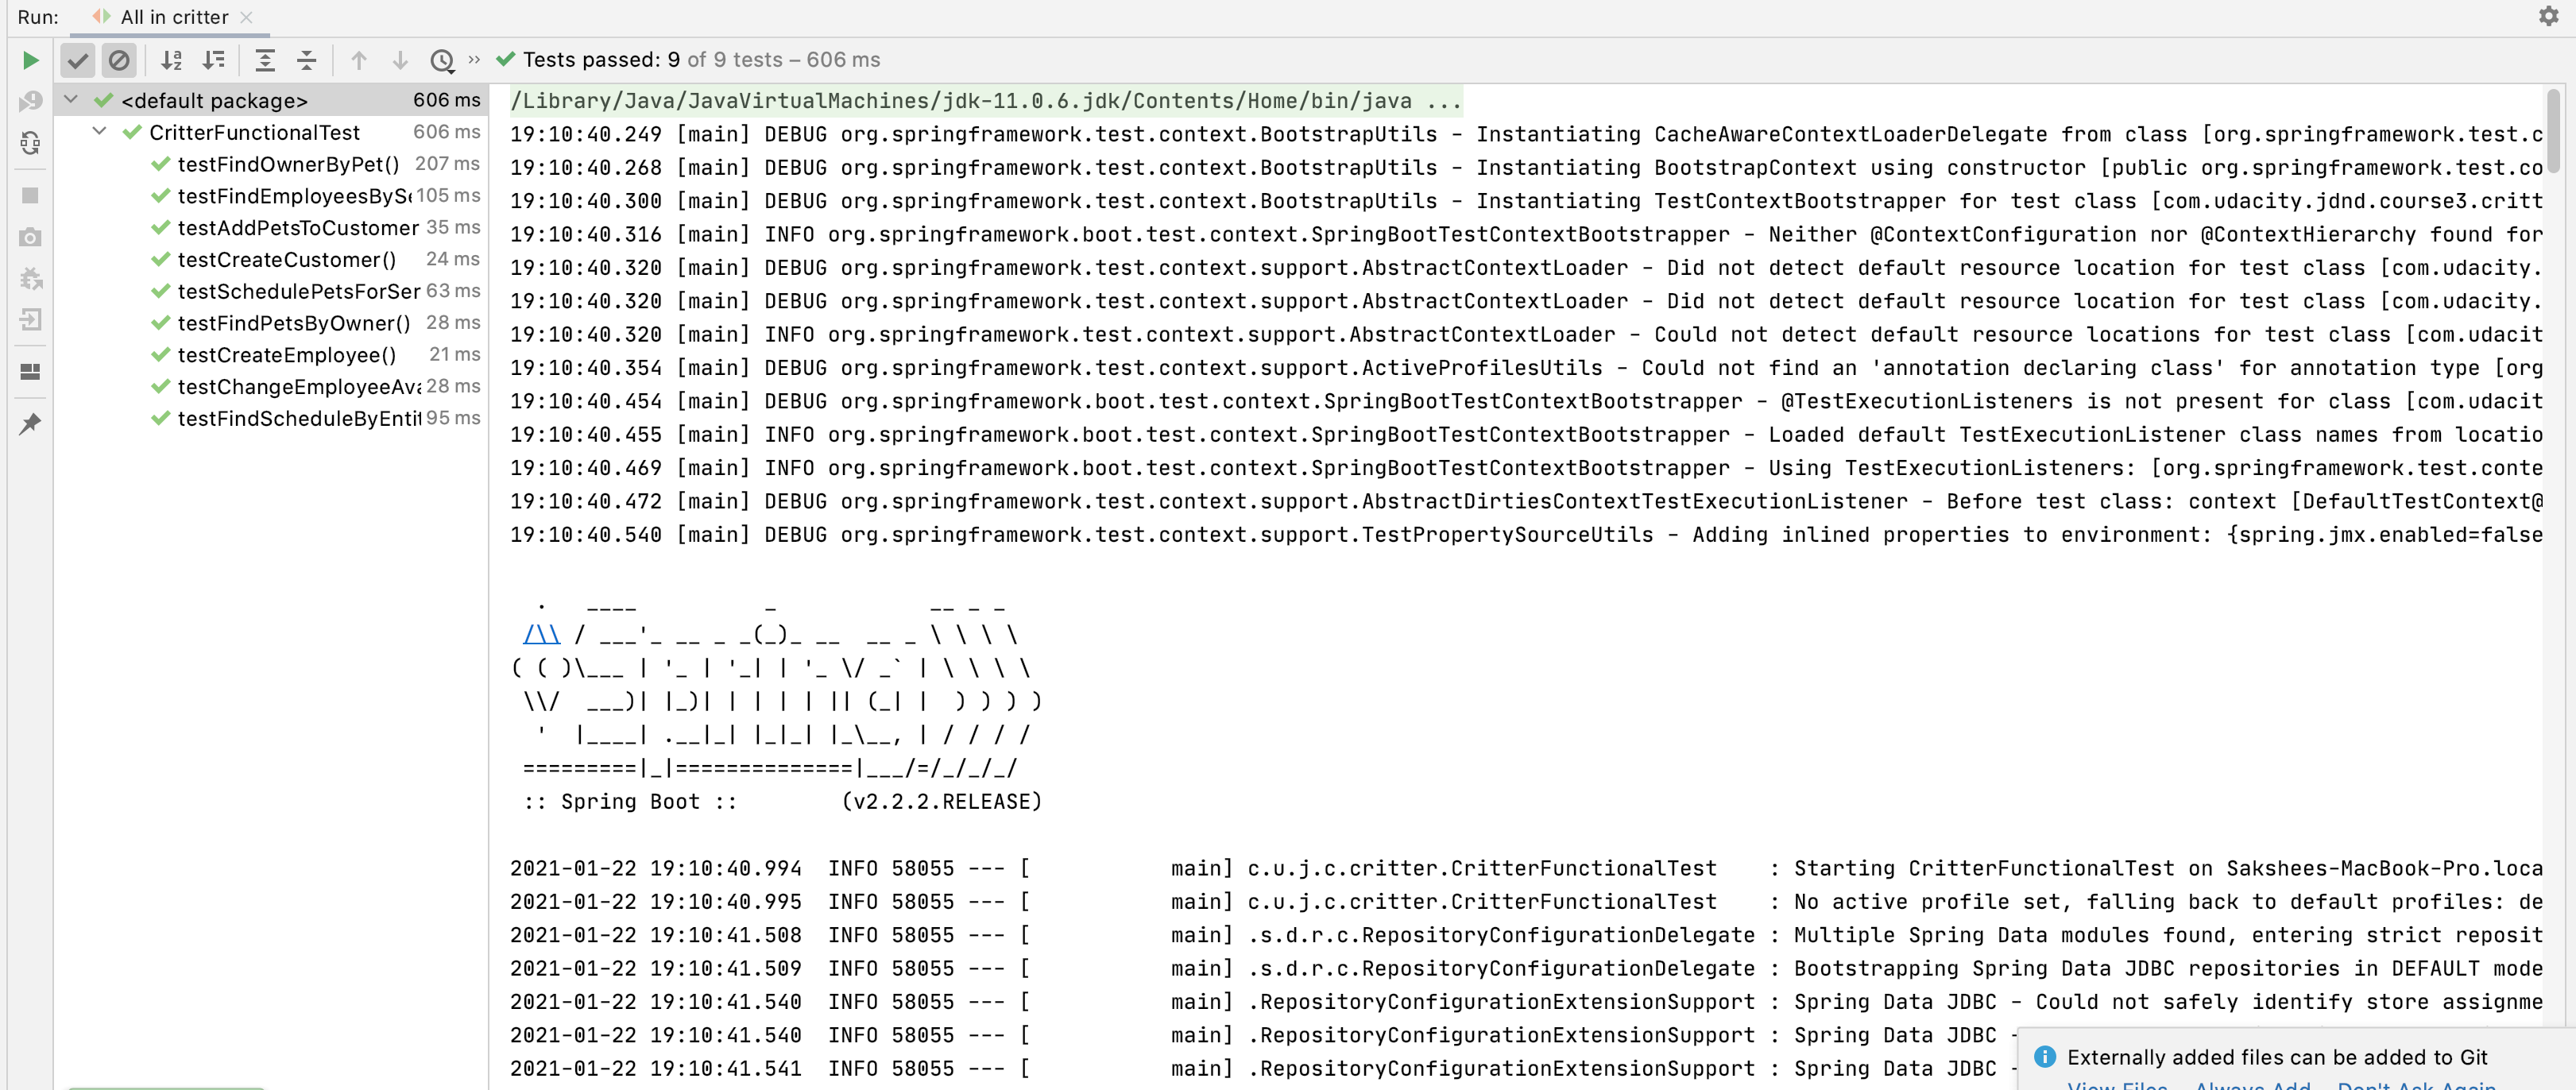 Run: All in critter
Tests passed: 9 of 9 tests – 606 ms
<default package> 606 ms
CritterFunctionalTest 606 ms
testFindOwnerByPet() 207 ms
testFindEmployeesBySe 105 ms
testAddPetsToCustomer 35 ms
testCreateCustomer() 24 ms
testSchedulePetsForSer 63 ms
testFindPetsByOwner() 28 ms
testCreateEmployee() 21 ms
testChangeEmployeeAva 28 ms
testFindScheduleByEntit 95 ms
/Library/Java/JavaVirtualMachines/jdk-11.0.6.jdk/Contents/Home/bin/java ...
19:10:40.249 [main] DEBUG org.springframework.test.context.BootstrapUtils - Instantiating CacheAwareContextLoaderDelegate from class [org.springframework.test.c
19:10:40.268 [main] DEBUG org.springframework.test.context.BootstrapUtils - Instantiating BootstrapContext using constructor [public org.springframework.test.co
19:10:40.300 [main] DEBUG org.springframework.test.context.BootstrapUtils - Instantiating TestContextBootstrapper for test class [com.udacity.jdnd.course3.critt
19:10:40.316 [main] INFO org.springframework.boot.test.context.SpringBootTestContextBootstrapper - Neither @ContextConfiguration nor @ContextHierarchy found for
19:10:40.320 [main] DEBUG org.springframework.test.context.support.AbstractContextLoader - Did not detect default resource location for test class [com.udacity.
19:10:40.320 [main] DEBUG org.springframework.test.context.support.AbstractContextLoader - Did not detect default resource location for test class [com.udacity.
19:10:40.320 [main] INFO org.springframework.test.context.support.AbstractContextLoader - Could not detect default resource locations for test class [com.udacit
19:10:40.354 [main] DEBUG org.springframework.test.context.support.ActiveProfilesUtils - Could not find an 'annotation declaring class' for annotation type [org
19:10:40.454 [main] DEBUG org.springframework.boot.test.context.SpringBootTestContextBootstrapper - @TestExecutionListeners is not present for class [com.udacit
19:10:40.455 [main] INFO org.springframework.boot.test.context.SpringBootTestContextBootstrapper - Loaded default TestExecutionListener class names from locatio
19:10:40.469 [main] INFO org.springframework.boot.test.context.SpringBootTestContextBootstrapper - Using TestExecutionListeners: [org.springframework.test.conte
19:10:40.472 [main] DEBUG org.springframework.test.context.support.AbstractDirtiesContextTestExecutionListener - Before test class: context [DefaultTestContext@
19:10:40.540 [main] DEBUG org.springframework.test.context.support.TestPropertySourceUtils - Adding inlined properties to environment: {spring.jmx.enabled=false
  .   ____          _            __ _ _
 /\\ / ___'_ __ _ _(_)_ __  __ _ \ \ \ \
( ( )\___ | '_ | '_| | '_ \/ _` | \ \ \ \
 \\/  ___)| |_)| | | | | || (_| |  ) ) ) )
  '  |____| .__|_| |_|_| |_\__, | / / / /
 =========|_|==============|___/=/_/_/_/
 :: Spring Boot ::        (v2.2.2.RELEASE)
2021-01-22 19:10:40.994  INFO 58055 --- [           main] c.u.j.c.critter.CritterFunctionalTest    : Starting CritterFunctionalTest on Sakshees-MacBook-Pro.loca
2021-01-22 19:10:40.995  INFO 58055 --- [           main] c.u.j.c.critter.CritterFunctionalTest    : No active profile set, falling back to default profiles: de
2021-01-22 19:10:41.508  INFO 58055 --- [           main] .s.d.r.c.RepositoryConfigurationDelegate : Multiple Spring Data modules found, entering strict reposit
2021-01-22 19:10:41.509  INFO 58055 --- [           main] .s.d.r.c.RepositoryConfigurationDelegate : Bootstrapping Spring Data JDBC repositories in DEFAULT mode
2021-01-22 19:10:41.540  INFO 58055 --- [           main] .RepositoryConfigurationExtensionSupport : Spring Data JDBC - Could not safely identify store assignme
2021-01-22 19:10:41.540  INFO 58055 --- [           main] .RepositoryConfigurationExtensionSupport : Spring Data JDBC -
2021-01-22 19:10:41.541  INFO 58055 --- [           main] .RepositoryConfigurationExtensionSupport : Spring Data JDBC -
Externally added files can be added to Git
View Files Always Add Don't Ask Again